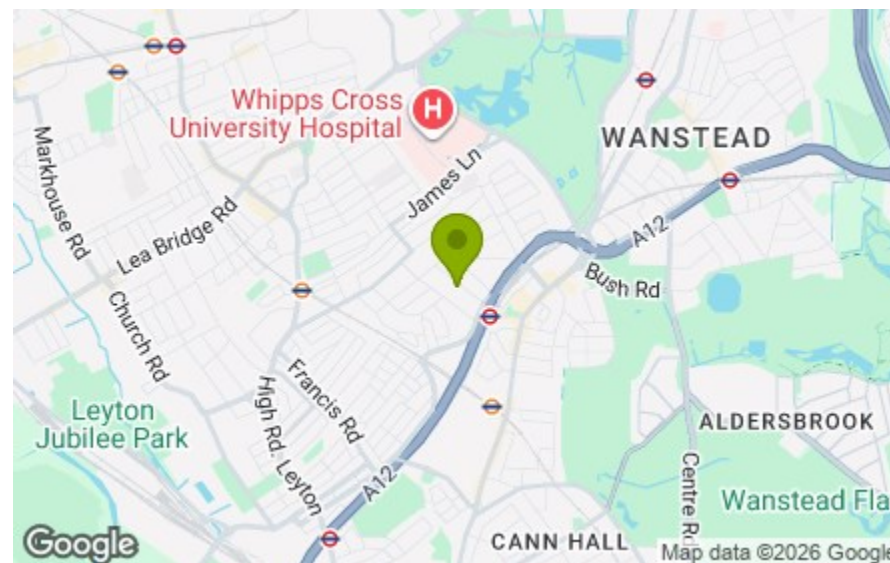 Whipps Cross
University Hospital
H
WANSTEAD
James Ln
Markhouse Rd
Lea Bridge Rd
A12
Bush Rd
Church Rd
Francis Rd
High Rd. Leyton
Leyton
Jubilee Park
ALDERSBROOK
A12
Centre Rd
Wanstead Fla
CANN HALL
Google
Map data ©2026 Google